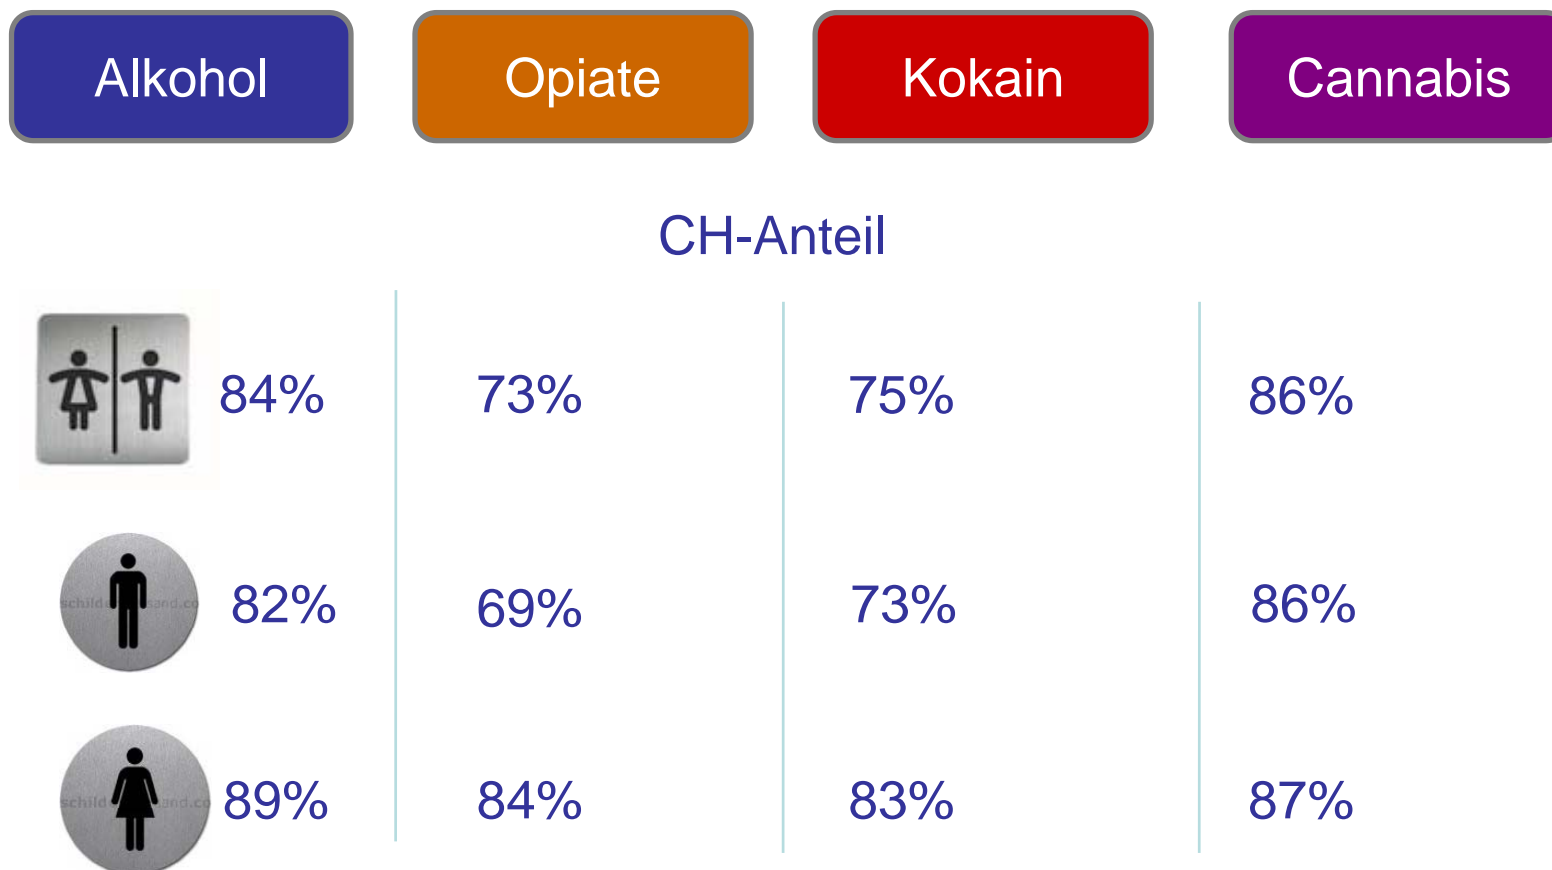 Alkohol Opiate Kokain Cannabis
CH-Anteil
84% 73% 75% 86%
82% 69% 73% 86%
89% 84% 83% 87%